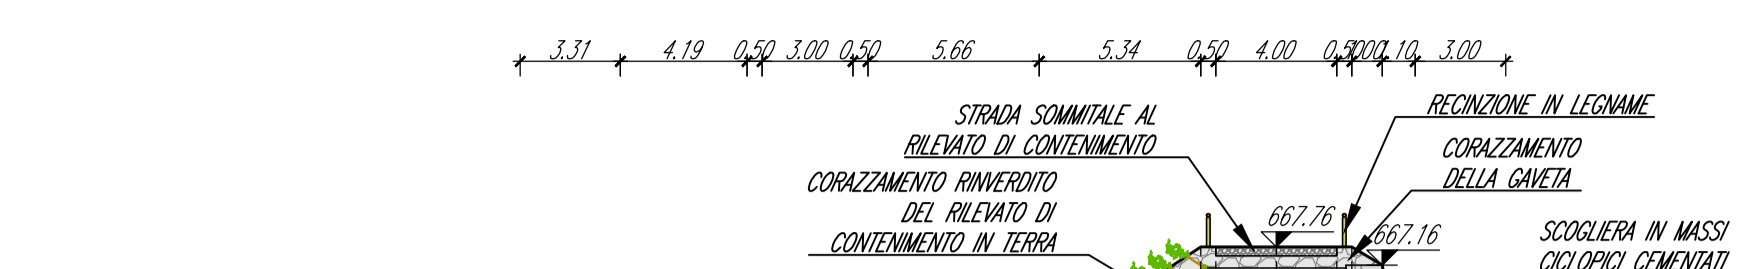 3.31 4.19 0.50 3.00 0.50 5.66 5.34 0.50 4.00 0.50 1.00 1.10 3.00
RECINZIONE IN LEGNAME
STRADA SOMMITALE AL
RILEVATO DI CONTENIMENTO
CORAZZAMENTO
DELLA GAVETA
CORAZZAMENTO RINVERDITO
DEL RILEVATO DI
CONTENIMENTO IN TERRA
667.76
667.16
SCOGLIERA IN MASSI
CICLOPICI CEMENTATI